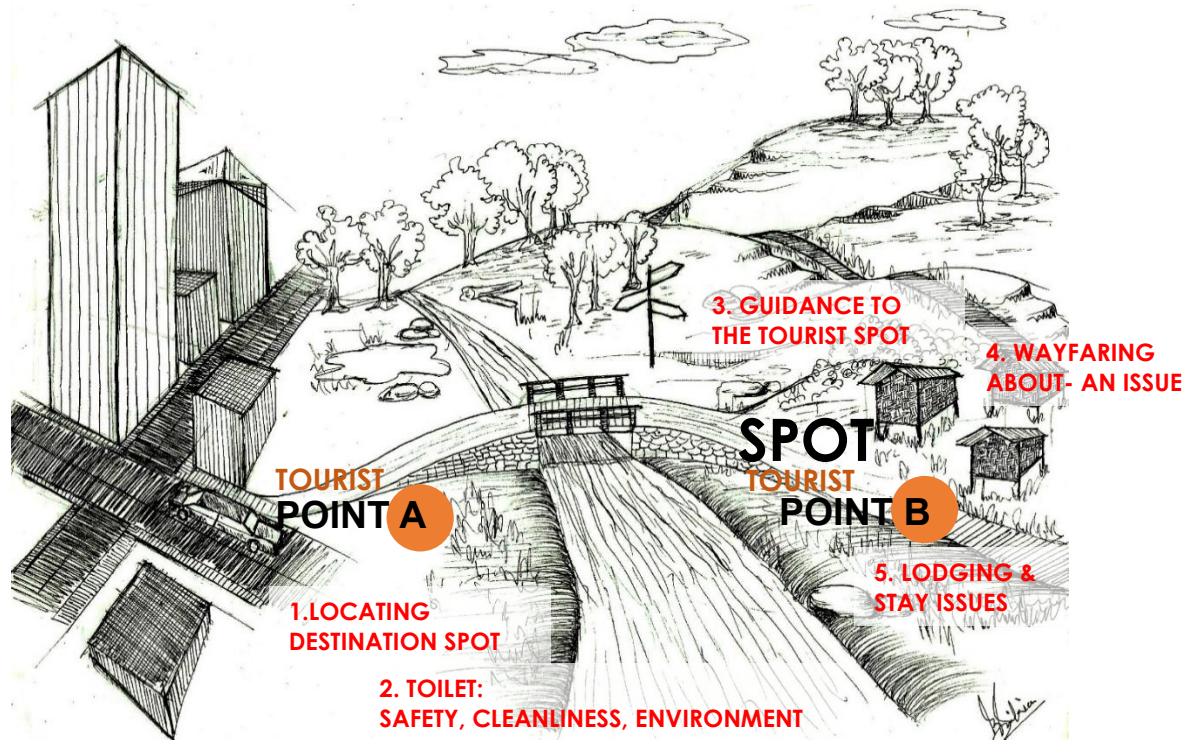 3. GUIDANCE TO
THE TOURIST SPOT
4. WAYFARING
ABOUT- AN ISSUE
SPOT
TOURIST
POINT A
TOURIST
POINT B
5. LODGING &
STAY ISSUES
1.LOCATING
DESTINATION SPOT
2. TOILET:
SAFETY, CLEANLINESS, ENVIRONMENT